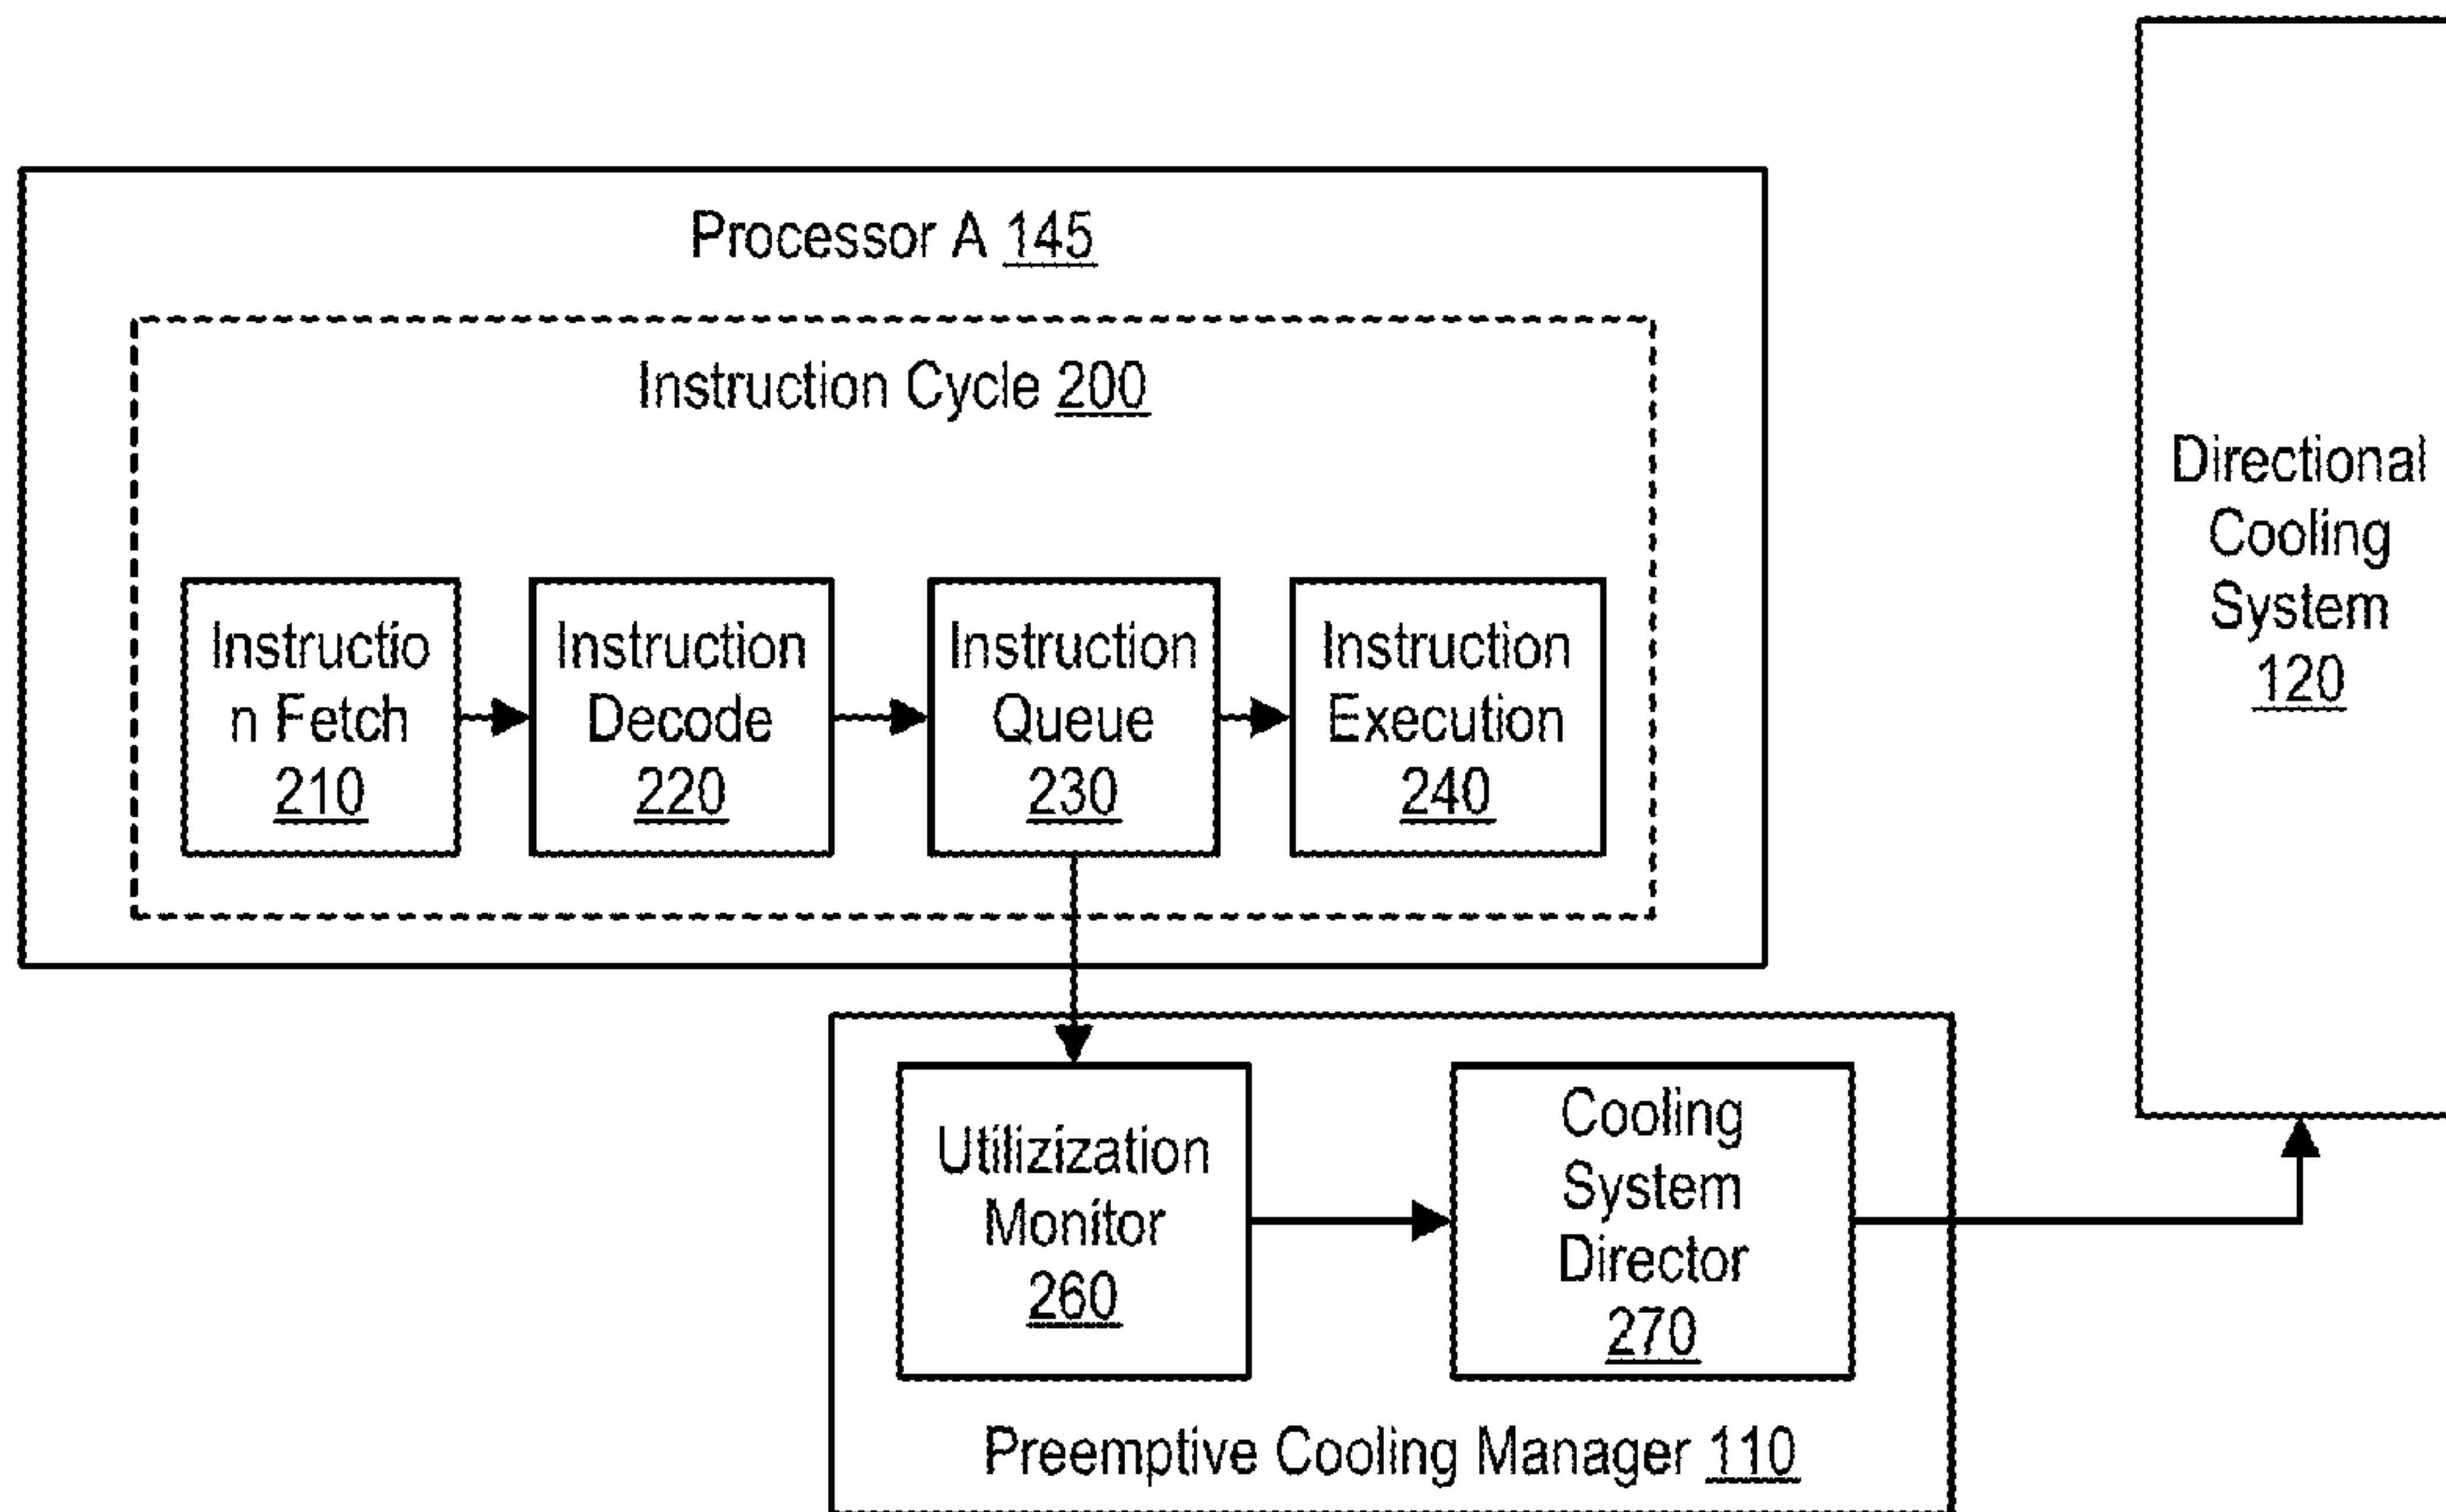 Processor A 145
Instruction Cycle 200
Instructio
n Fetch
210
Instruction
Decode
220
Instruction
Queue
230
Instruction
Execution
240
Directional
Cooling
System
120
Utilizization
Monitor
260
Cooling
System
Director
270
Preemptive Cooling Manager 110